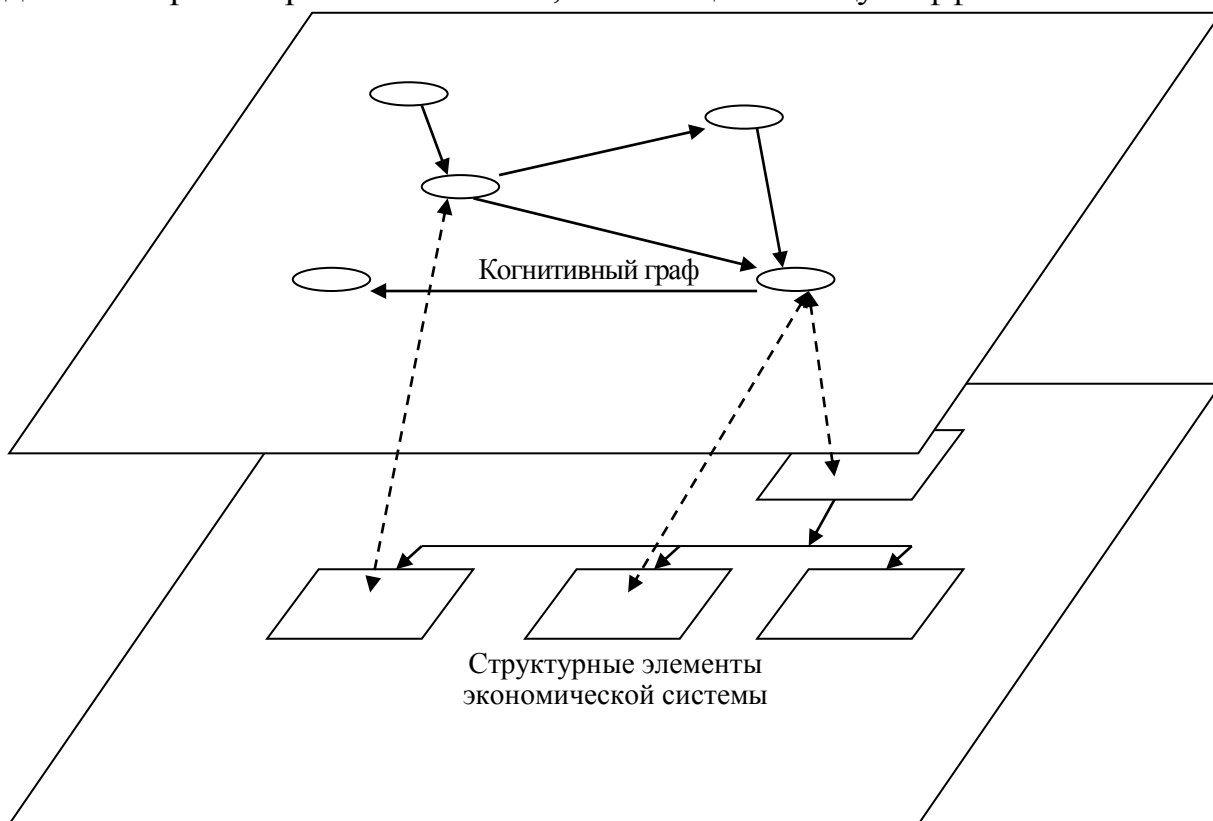 Когнитивный граф
Структурные элементы
экономической системы